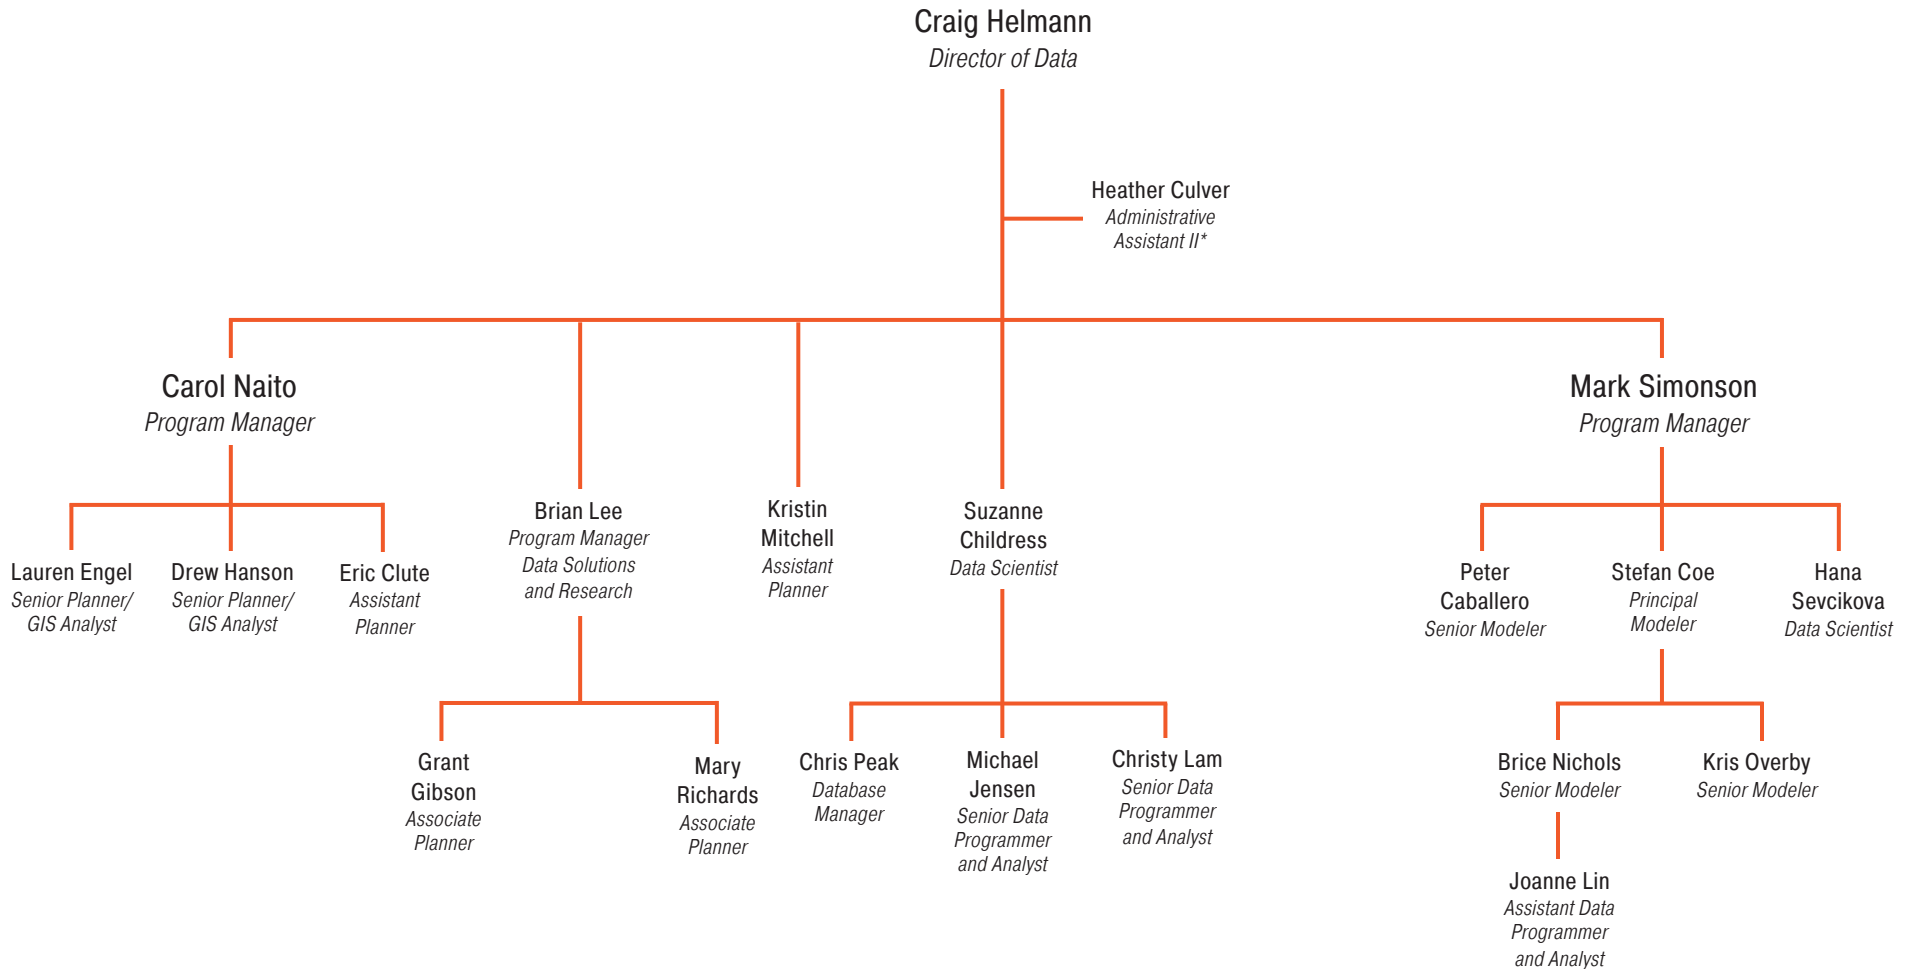 Craig Helmann
Director of Data
Heather Culver
Administrative
Assistant II*
Carol Naito
Program Manager
Mark Simonson
Program Manager
Lauren Engel
Senior Planner/
GIS Analyst
Drew Hanson
Senior Planner/
GIS Analyst
Eric Clute
Assistant
Planner
Brian Lee
Program Manager
Data Solutions
and Research
Kristin
Mitchell
Assistant
Planner
Suzanne
Childress
Data Scientist
Peter
Caballero
Senior Modeler
Stefan Coe
Principal
Modeler
Hana
Sevcikova
Data Scientist
Grant
Gibson
Associate
Planner
Mary
Richards
Associate
Planner
Chris Peak
Database
Manager
Michael
Jensen
Senior Data
Programmer
and Analyst
Christy Lam
Senior Data
Programmer
and Analyst
Brice Nichols
Senior Modeler
Kris Overby
Senior Modeler
Joanne Lin
Assistant Data
Programmer
and Analyst